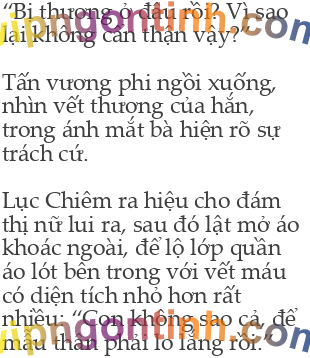 “Bị thương ở đâu rồi? Vì sao
lại không cẩn thận vậy?”
Tấn vương phi ngồi xuống,
nhìn vết thương của hắn,
trong ánh mắt bà hiện rõ sự
trách cứ.
Lục Chiêm ra hiệu cho đám
thị nữ lui ra, sau đó lật mở áo
khoác ngoài, để lộ lớp quần
áo lót bên trong với vết máu
có diện tích nhỏ hơn rất
nhiều: “Con không sao cả, để
mẫu thân phải lo lắng rồi.”
vipngontinh.com
vipngontinh.com